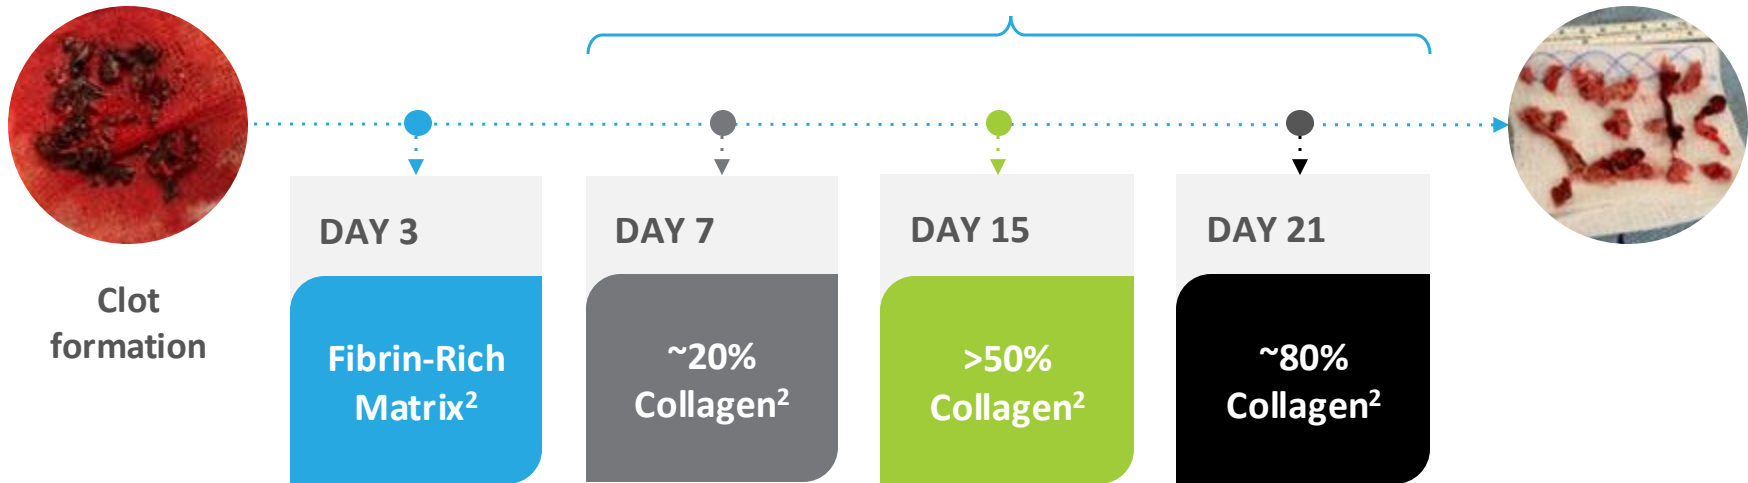 Clot
formation
DAY 3
Fibrin-Rich
Matrix²
DAY 7
~20%
Collagen²
DAY 15
>50%
Collagen²
DAY 21
~80%
Collagen²